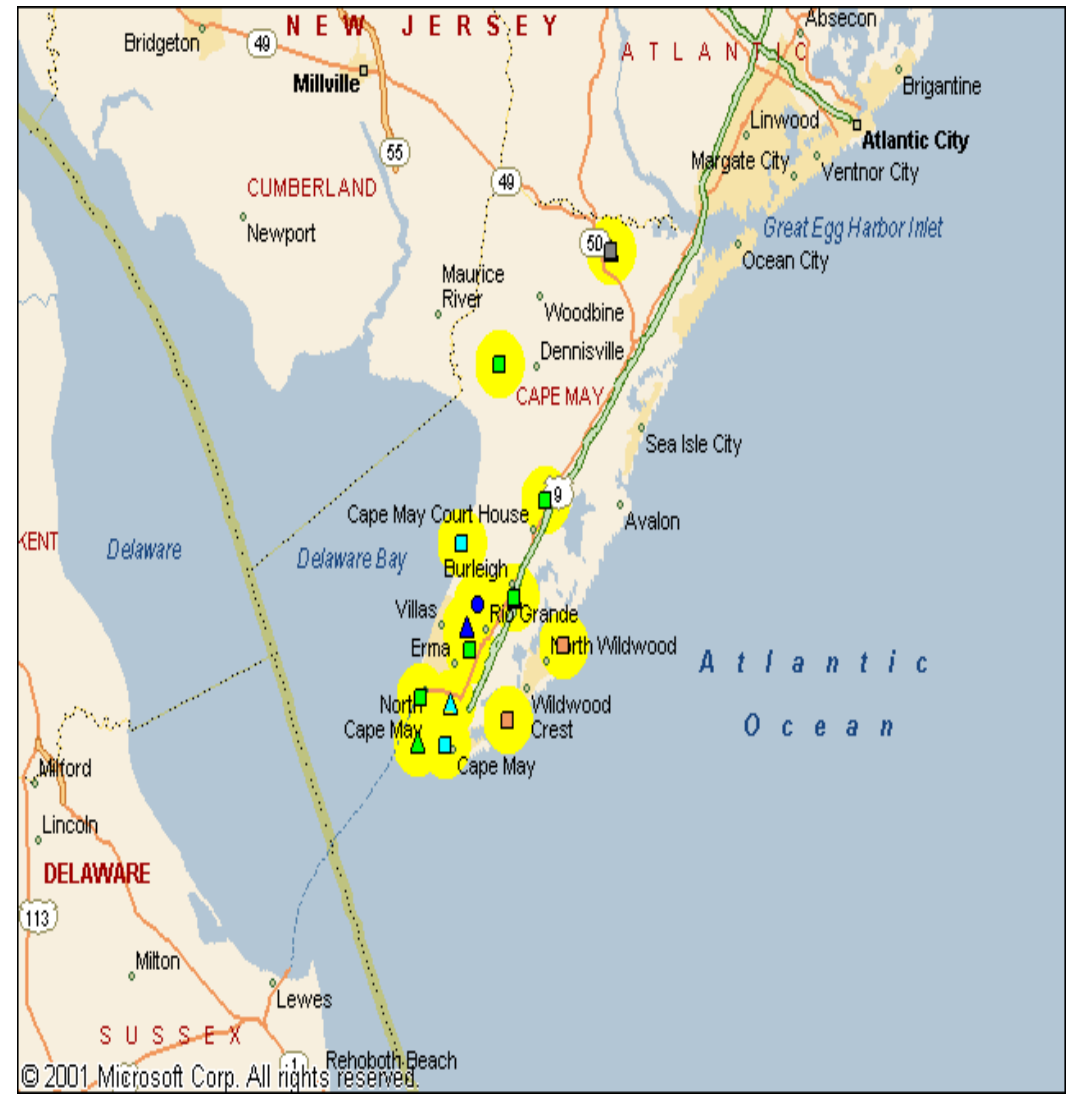 NEW JERSEY
Absecon
Bridgeton
49
ATLANTIC
Millville
Brigantine
Linwood
Atlantic City
55
Margate City
Ventnor City
49
CUMBERLAND
Newport
Great Egg Harbor Inlet
50
Ocean City
Maurice
River
Woodbine
Dennisville
CAPE MAY
Sea Isle City
9
Cape May Court House
Avalon
KENT
Delaware
Delaware Bay
Burleigh
Villas
Rio Grande
Erma
North Wildwood
Atlantic
Ocean
North
Cape May
Wildwood
Crest
Cape May
Milford
Lincoln
DELAWARE
113
Milton
Lewes
SUSSEX
1
Rehoboth Beach
© 2001 Microsoft Corp. All rights reserved.